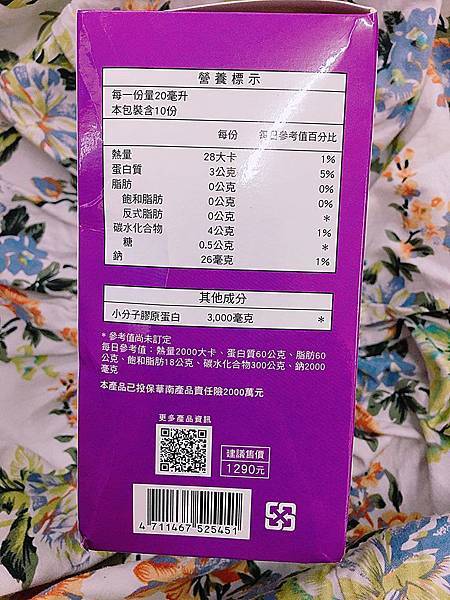 營養標示
每一份量20毫升
本包裝含10份
每份 每日參考值百分比
熱量 28大卡 1%
蛋白質 3公克 5%
脂肪 0公克 0%
飽和脂肪 0公克 0%
反式脂肪 0公克 *
碳水化合物 4公克 1%
糖 0.5公克 *
鈉 26毫克 1%
其他成分
小分子膠原蛋白 3,000毫克 *
* 參考值尚未訂定
每日參考值：熱量2000大卡、蛋白質60公克、脂肪60
公克、飽和脂肪18公克、碳水化合物300公克、鈉2000
毫克
本產品已投保華南產品責任險2000萬元
更多產品資訊
建議售價
1290元
4 711467 525451